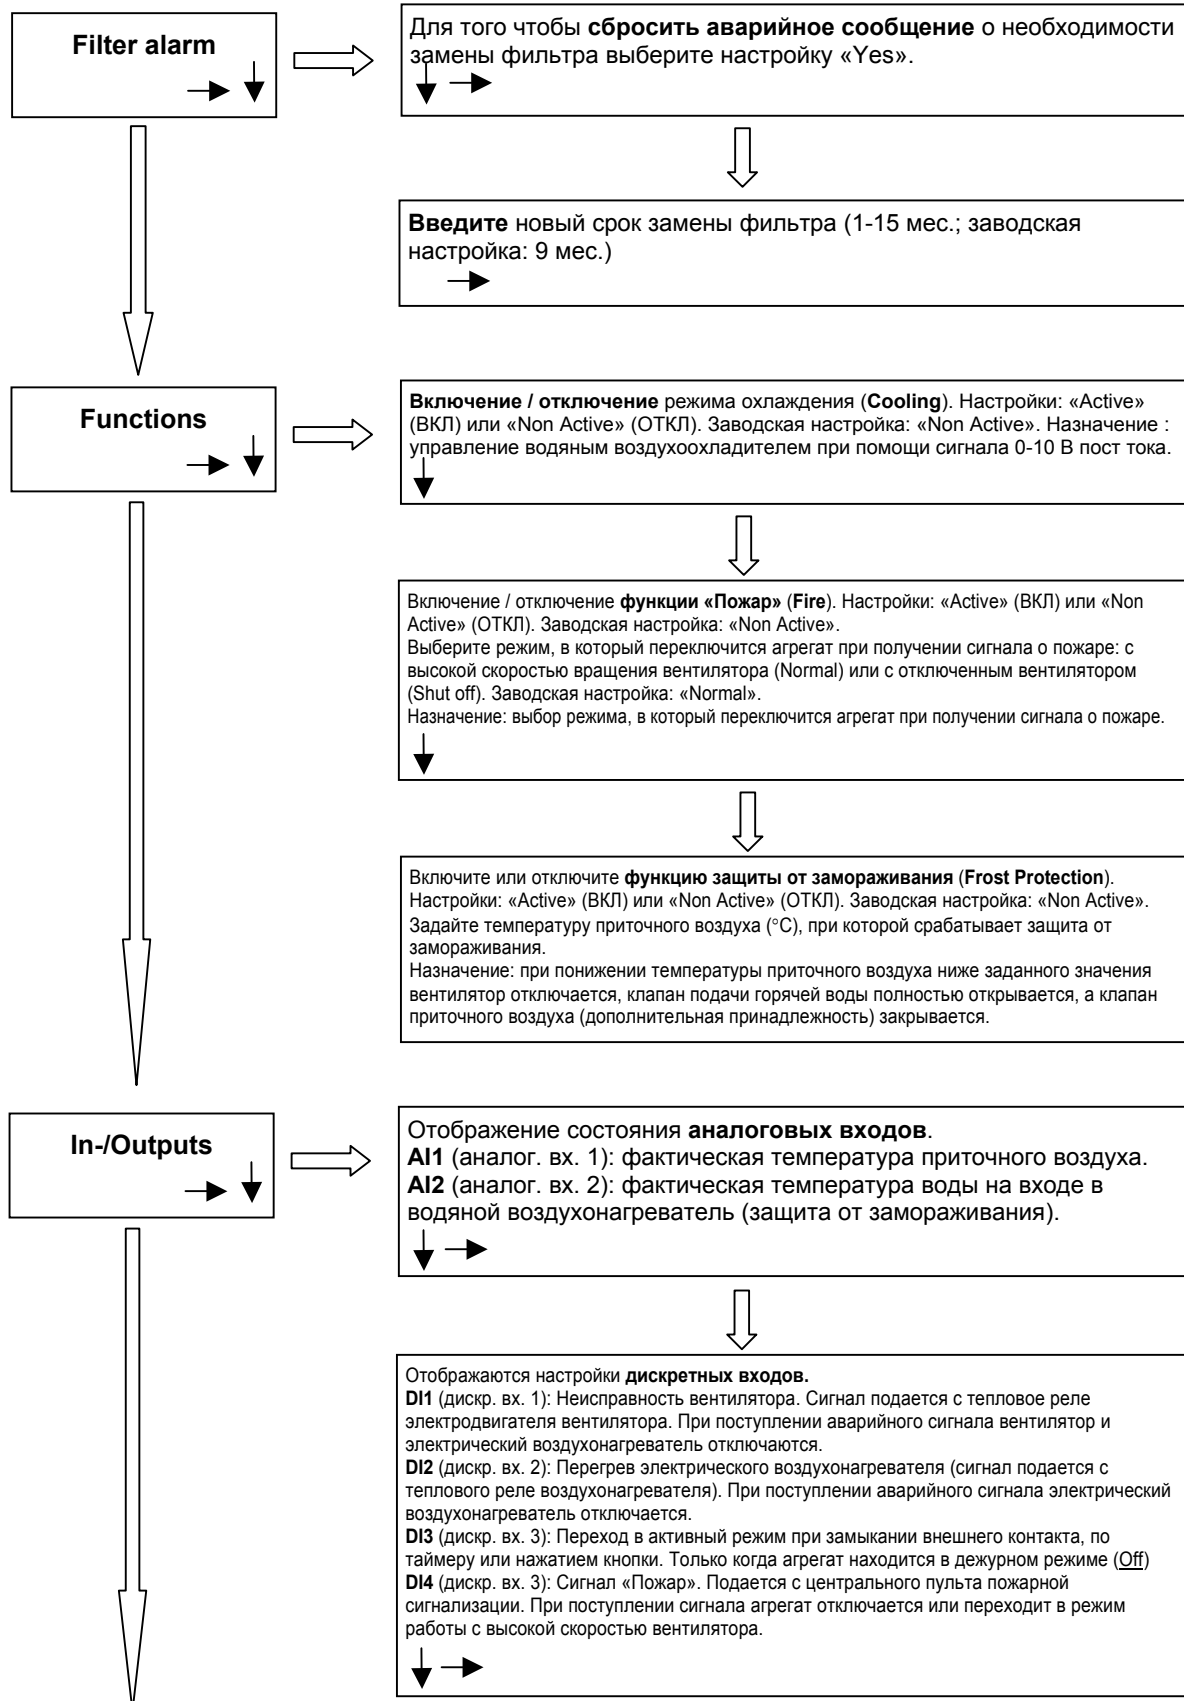 Filter alarm
Для того чтобы сбросить аварийное сообщение о необходимости
замены фильтра выберите настройку «Yes».
Введите новый срок замены фильтра (1-15 мес.; заводская
настройка: 9 мес.)
Functions
Включение / отключение режима охлаждения (Cooling). Настройки: «Active»
(ВКЛ) или «Non Active» (ОТКЛ). Заводская настройка: «Non Active». Назначение :
управление водяным воздухоохладителем при помощи сигнала 0-10 В пост тока.
Включение / отключение функции «Пожар» (Fire). Настройки: «Active» (ВКЛ) или «Non
Active» (ОТКЛ). Заводская настройка: «Non Active».
Выберите режим, в который переключится агрегат при получении сигнала о пожаре: с
высокой скоростью вращения вентилятора (Normal) или с отключенным вентилятором
(Shut off). Заводская настройка: «Normal».
Назначение: выбор режима, в который переключится агрегат при получении сигнала о пожаре.
Включите или отключите функцию защиты от замораживания (Frost Protection).
Настройки: «Active» (ВКЛ) или «Non Active» (ОТКЛ). Заводская настройка: «Non Active».
Задайте температуру приточного воздуха (°C), при которой срабатывает защита от
замораживания.
Назначение: при понижении температуры приточного воздуха ниже заданного значения
вентилятор отключается, клапан подачи горячей воды полностью открывается, а клапан
приточного воздуха (дополнительная принадлежность) закрывается.
In-/Outputs
Отображение состояния аналоговых входов.
AI1 (аналог. вх. 1): фактическая температура приточного воздуха.
AI2 (аналог. вх. 2): фактическая температура воды на входе в
водяной воздухонагреватель (защита от замораживания).
Отображаются настройки дискретных входов.
DI1 (дискр. вх. 1): Неисправность вентилятора. Сигнал подается с тепловое реле
электродвигателя вентилятора. При поступлении аварийного сигнала вентилятор и
электрический воздухонагреватель отключаются.
DI2 (дискр. вх. 2): Перегрев электрического воздухонагревателя (сигнал подается с
теплового реле воздухонагревателя). При поступлении аварийного сигнала электрический
воздухонагреватель отключается.
DI3 (дискр. вх. 3): Переход в активный режим при замыкании внешнего контакта, по
таймеру или нажатием кнопки. Только когда агрегат находится в дежурном режиме (Off)
DI4 (дискр. вх. 3): Сигнал «Пожар». Подается с центрального пульта пожарной
сигнализации. При поступлении сигнала агрегат отключается или переходит в режим
работы с высокой скоростью вентилятора.